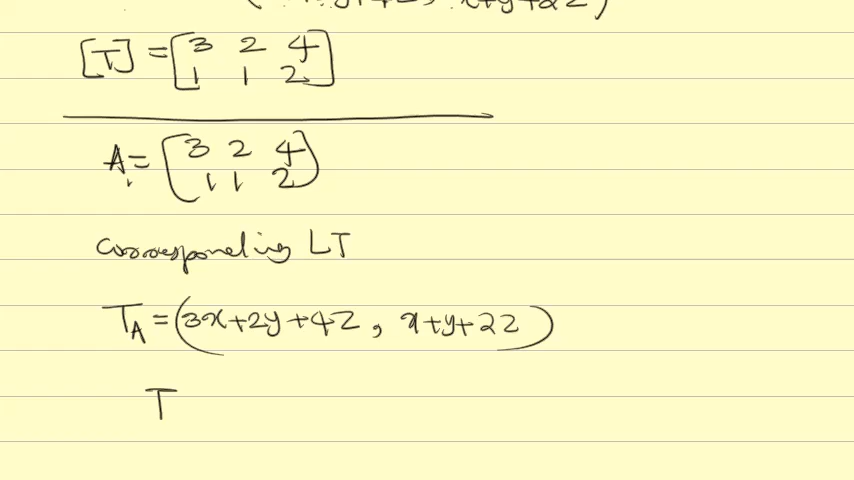 x+y+2z)
[T] = [3 2 4
1 1 2]
A = [3 2 4
1 1 2]
corresponding LT
T_A = (3x+2y+4z, x+y+2z)
T